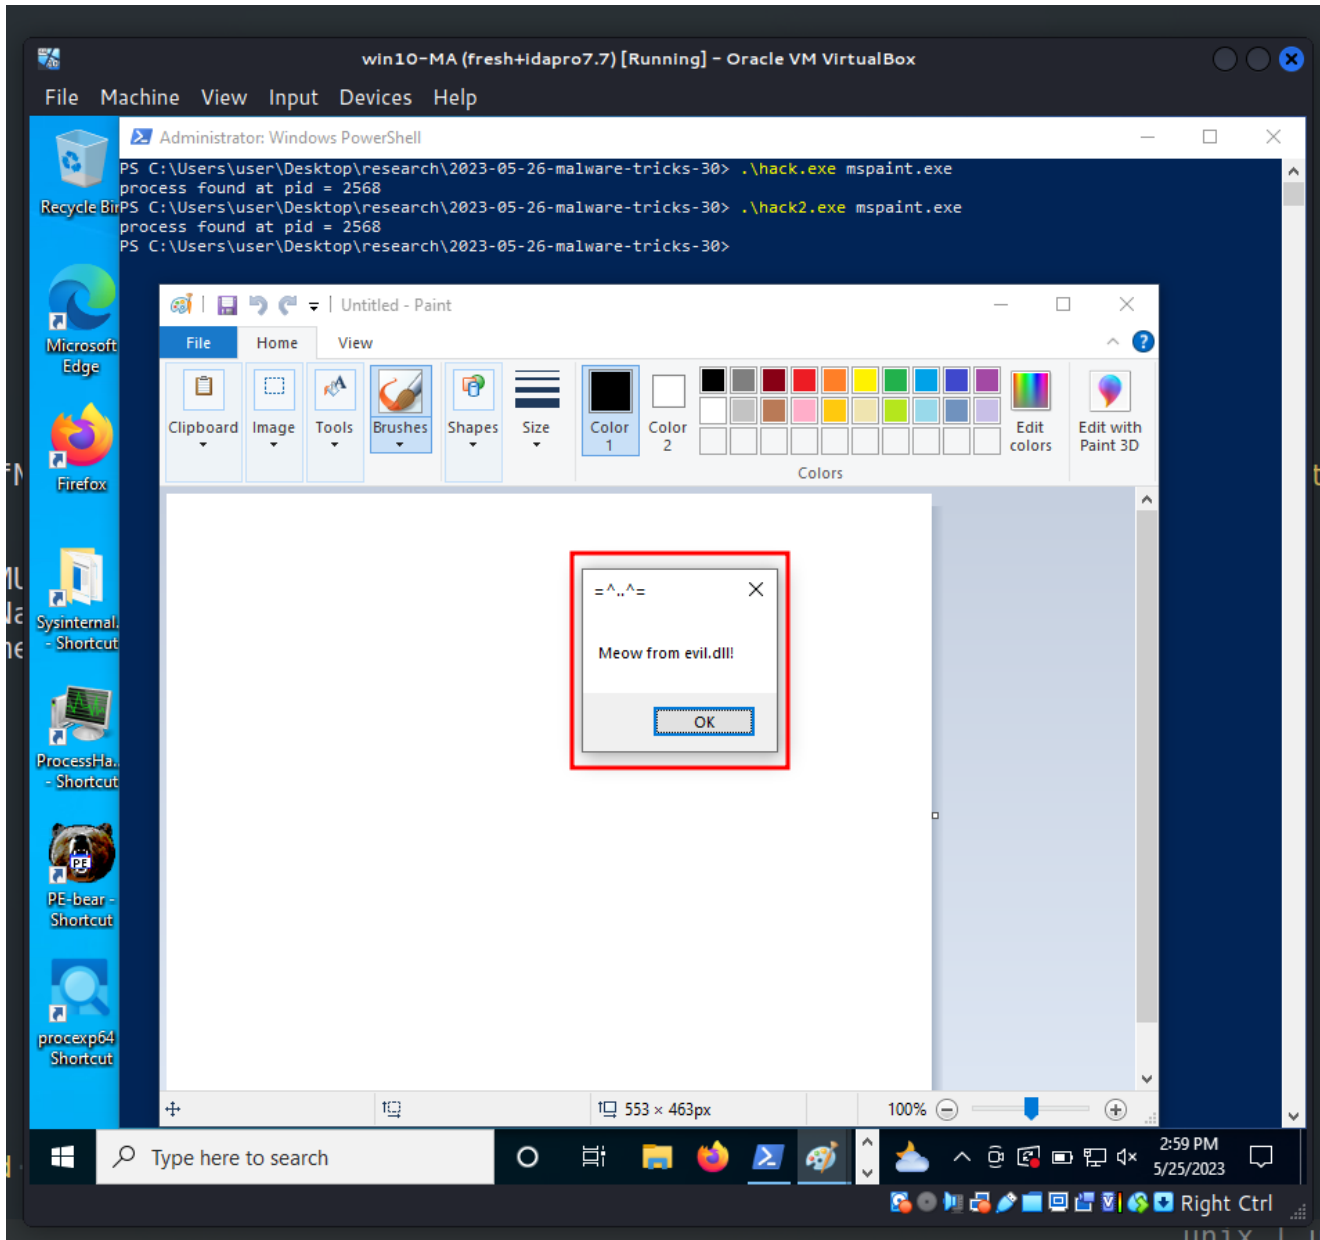 win10-MA (fresh+idapro7.7) [Running] - Oracle VM VirtualBox
File Machine View Input Devices Help
Administrator: Windows PowerShell
PS C:\Users\user\Desktop\research\2023-05-26-malware-tricks-30> .\hack.exe mspaint.exe
process found at pid = 2568
PS C:\Users\user\Desktop\research\2023-05-26-malware-tricks-30> .\hack2.exe mspaint.exe
process found at pid = 2568
PS C:\Users\user\Desktop\research\2023-05-26-malware-tricks-30>
Recycle Bin
Microsoft
Edge
Firefox
Sysinternal.
- Shortcut
ProcessHa..
- Shortcut
PE
PE-bear -
Shortcut
procexp64
Shortcut
Untitled - Paint
File Home View
Clipboard Image Tools Brushes Shapes Size
Color
1
Color
2
Edit
colors
Edit with
Paint 3D
Colors
=^..^=
Meow from evil.dll!
OK
553 × 463px
100%
Type here to search
2:59 PM
5/25/2023
Right Ctrl